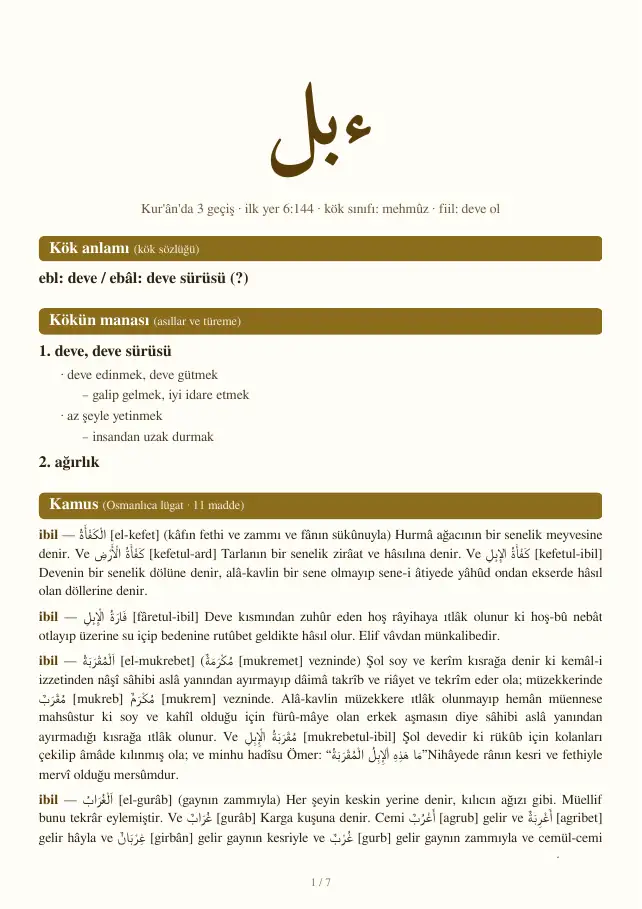 ءبل
Kur'ân'da 3 geçiş · ilk yer 6:144 · kök sınıfı: mehmûz · fiil: deve ol
Kök anlamı (kök sözlüğü)
ebl: deve / ebâl: deve sürüsü (?)
Kökün manası (asıllar ve türeme)
1. deve, deve sürüsü
· deve edinmek, deve gütmek
– galip gelmek, iyi idare etmek
· az şeyle yetinmek
– insandan uzak durmak
2. ağırlık
Kamus (Osmanlıca lügat · 11 madde)
ibil — الْكَفْأَةُ [el-kefet] (kâfın fethi ve zammı ve fânın sükûnuyla) Hurmâ ağacının bir senelik meyvesine
denir. Ve كَفْأَةُ الْأَرْضِ [kefetul-ard] Tarlanın bir senelik zirâat ve hâsılına denir. Ve كَفْأَةُ الإِبِلِ [kefetul-ibil]
Devenin bir senelik dölüne denir, alâ-kavlin bir sene olmayıp sene-i âtiyede yâhûd ondan ekserde hâsıl
olan döllerine denir.
ibil — فَارَةُ الْإِبِلِ [fâretul-ibil] Deve kısmından zuhûr eden hoş râyihaya ıtlâk olunur ki hoş-bû nebât
otlayıp üzerine su içip bedenine rutûbet geldikte hâsıl olur. Elif vâvdan münkalibedir.
ibil — اَلْمُقْرَبَةُ [el-mukrebet] (مُكْرَمَةٌ [mukremet] vezninde) Şol soy ve kerîm kısrağa denir ki kemâl-i
izzetinden nâşî sâhibi aslâ yanından ayırmayıp dâimâ takrîb ve riâyet ve tekrîm eder ola; müzekkerinde
مُقْرَبٌ [mukreb] مُكْرَمٌ [mukrem] vezninde. Alâ-kavlin müzekkere ıtlâk olunmayıp hemân müennese
mahsûstur ki soy ve kahîl olduğu için fürû-mâye olan erkek aşmasın diye sâhibi aslâ yanından
ayırmadığı kısrağa ıtlâk olunur. Ve مُقْرَبَةُ الْإِبِلِ [mukrebetul-ibil] Şol devedir ki rükûb için kolanları
çekilip âmâde kılınmış ola; ve minhu hadîsu Ömer: “مَا هَذِهِ اْلإِبِلُ الْمُقْرَبَةُ”Nihâyede rânın kesri ve fethiyle
mervî olduğu mersûmdur.
ibil — اَلْغُرَابُ [el-gurâb] (gaynın zammıyla) Her şeyin keskin yerine denir, kılıcın ağızı gibi. Müellif
bunu tekrâr eylemiştir. Ve غُرَابٌ [gurâb] Karga kuşuna denir. Cemi أَغْرُبٌ [agrub] gelir ve أَغْرِبَةٌ [agribet]
gelir hâyla ve غِرْبَانٌ [girbân] gelir gaynın kesriyle ve غُرْبٌ [gurb] gelir gaynın zammıyla ve cemül-cemi
1 / 7